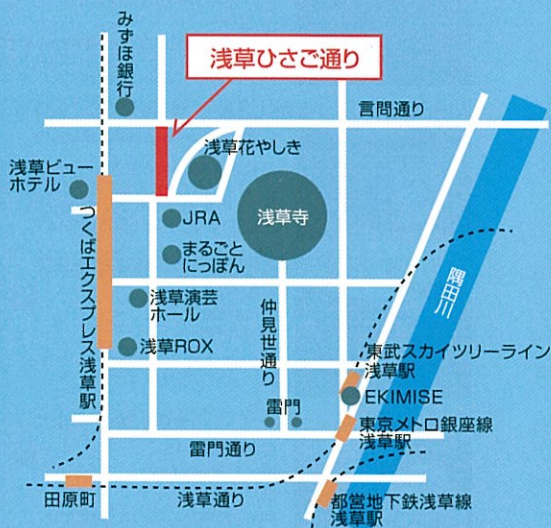 みずほ銀行
浅草ひさご通り
言問通り
浅草花やしき
浅草ビュー
ホテル
JRA
浅草寺
まるごと
にっぽん
つくばエクスプレス浅草駅
隅田川
浅草演芸
ホール
仲見世通り
浅草ROX
東武スカイツリーライン
浅草駅
EKIMISE
雷門
東京メトロ銀座線
浅草駅
雷門通り
田原町
浅草通り
都営地下鉄浅草線
浅草駅